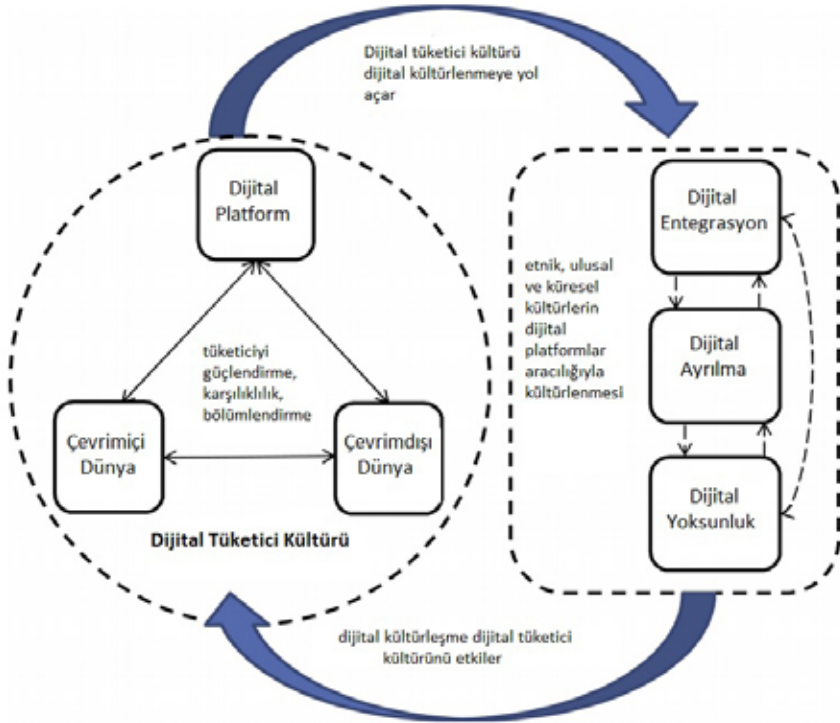 Dijital tüketici kültürü
dijital kültürlenmeye yol
açar
Dijital
Platform
tüketiciyi
güçlendirme,
karşılıklılık,
bölümlendirme
Çevrimiçi
Dünya
Çevrimdışı
Dünya
Dijital Tüketici Kültürü
etnik, ulusal
ve küresel
kültürlerin
dijital
platformlar
aracılığıyla
kültürlenmesi
Dijital
Entegrasyon
Dijital
Ayrılma
Dijital
Yoksunluk
dijital kültürleşme dijital tüketici
kültürünü etkiler